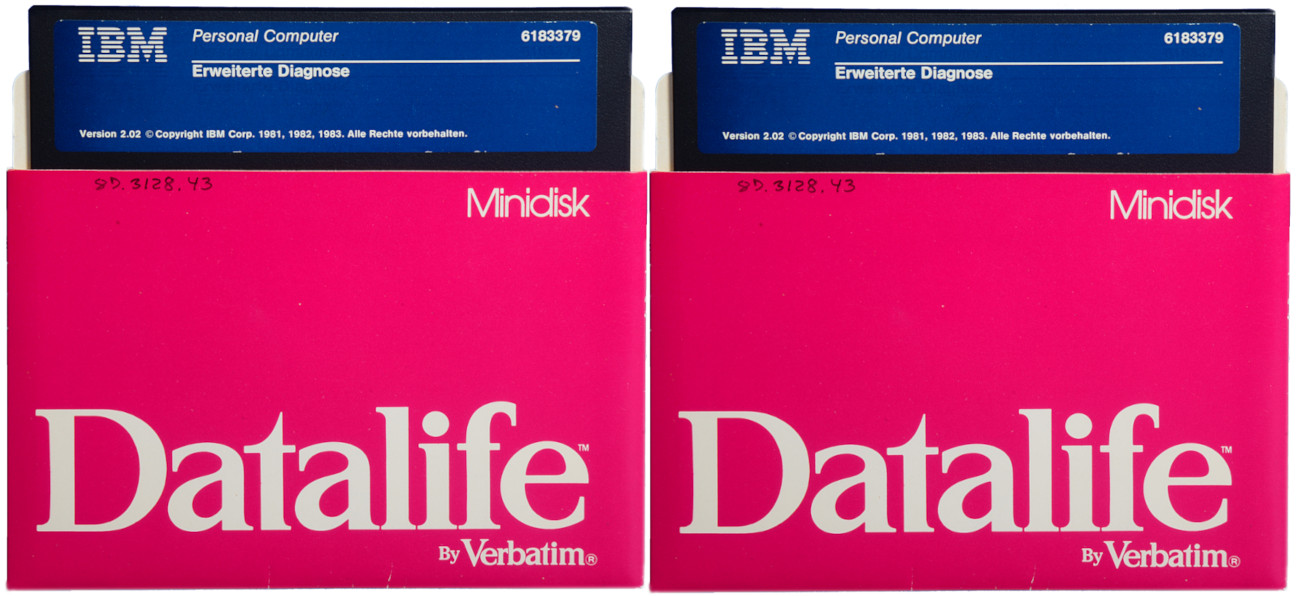 IBM Personal Computer 6183379
Erweiterte Diagnose
Version 2.02 © Copyright IBM Corp. 1981, 1982, 1983. Alle Rechte vorbehalten.
SD.3128.43
Minidisk
Datalife™
By Verbatim®
IBM Personal Computer 6183379
Erweiterte Diagnose
Version 2.02 © Copyright IBM Corp. 1981, 1982, 1983. Alle Rechte vorbehalten.
SD.3128.43
Minidisk
Datalife™
By Verbatim®